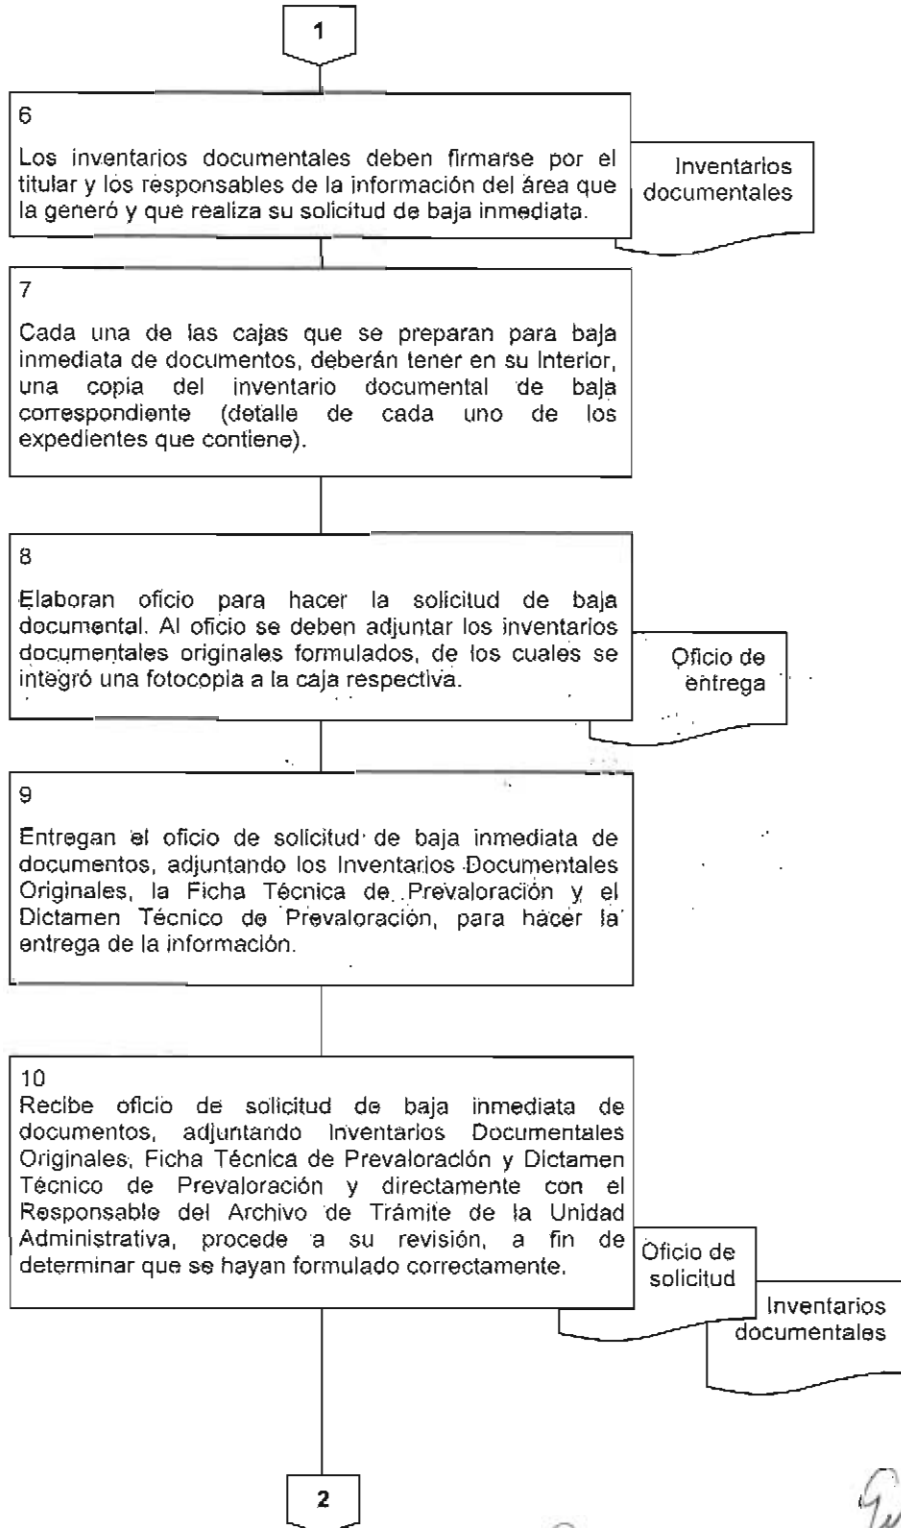 1
6
Los inventarios documentales deben firmarse por el
titular y los responsables de la información del área que
la generó y que realiza su solicitud de baja inmediata.
Inventarios
documentales
7
Cada una de las cajas que se preparan para baja
inmediata de documentos, deberán tener en su interior,
una copia del inventario documental de baja
correspondiente (detalle de cada uno de los
expedientes que contiene).
8
Elaboran oficio para hacer la solicitud de baja
documental. Al oficio se deben adjuntar los inventarios
documentales originales formulados, de los cuales se
integró una fotocopia a la caja respectiva.
Oficio de
entrega
9
Entregan el oficio de solicitud de baja inmediata de
documentos, adjuntando los Inventarios Documentales
Originales, la Ficha Técnica de Prevaloración y el
Dictamen Técnico de Prevaloración, para hacer la
entrega de la información.
10
Recibe oficio de solicitud de baja inmediata de
documentos, adjuntando Inventarios Documentales
Originales, Ficha Técnica de Prevaloración y Dictamen
Técnico de Prevaloración y directamente con el
Responsable del Archivo de Trámite de la Unidad
Administrativa, procede a su revisión, a fin de
determinar que se hayan formulado correctamente.
Oficio de
solicitud
Inventarios
documentales
2